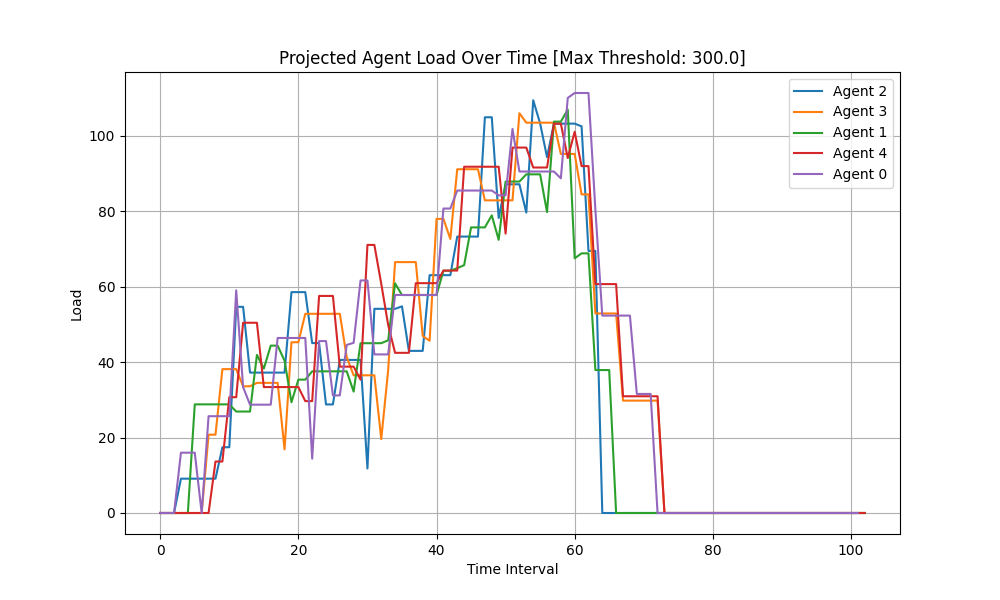 Projected Agent Load Over Time [Max Threshold: 300.0]
Agent 2
Agent 3
Agent 1
Agent 4
Agent 0
Load
100
80
60
40
20
0
0 20 40 60 80 100
Time Interval